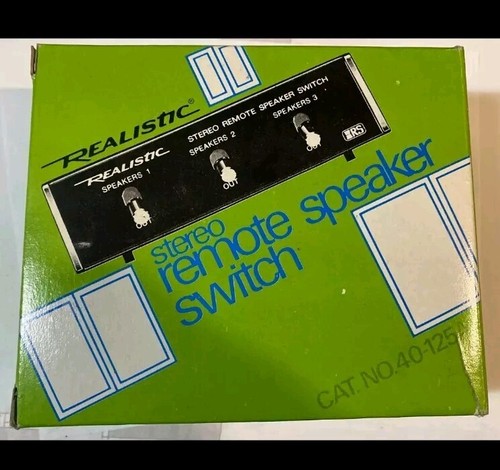 REALISTIC®
REALISTIC
STEREO REMOTE SPEAKER SWITCH
SPEAKERS 1
SPEAKERS 2
SPEAKERS 3
OUT
OUT
OUT
RS
stereo
remote speaker
switch
CAT. NO. 40-125